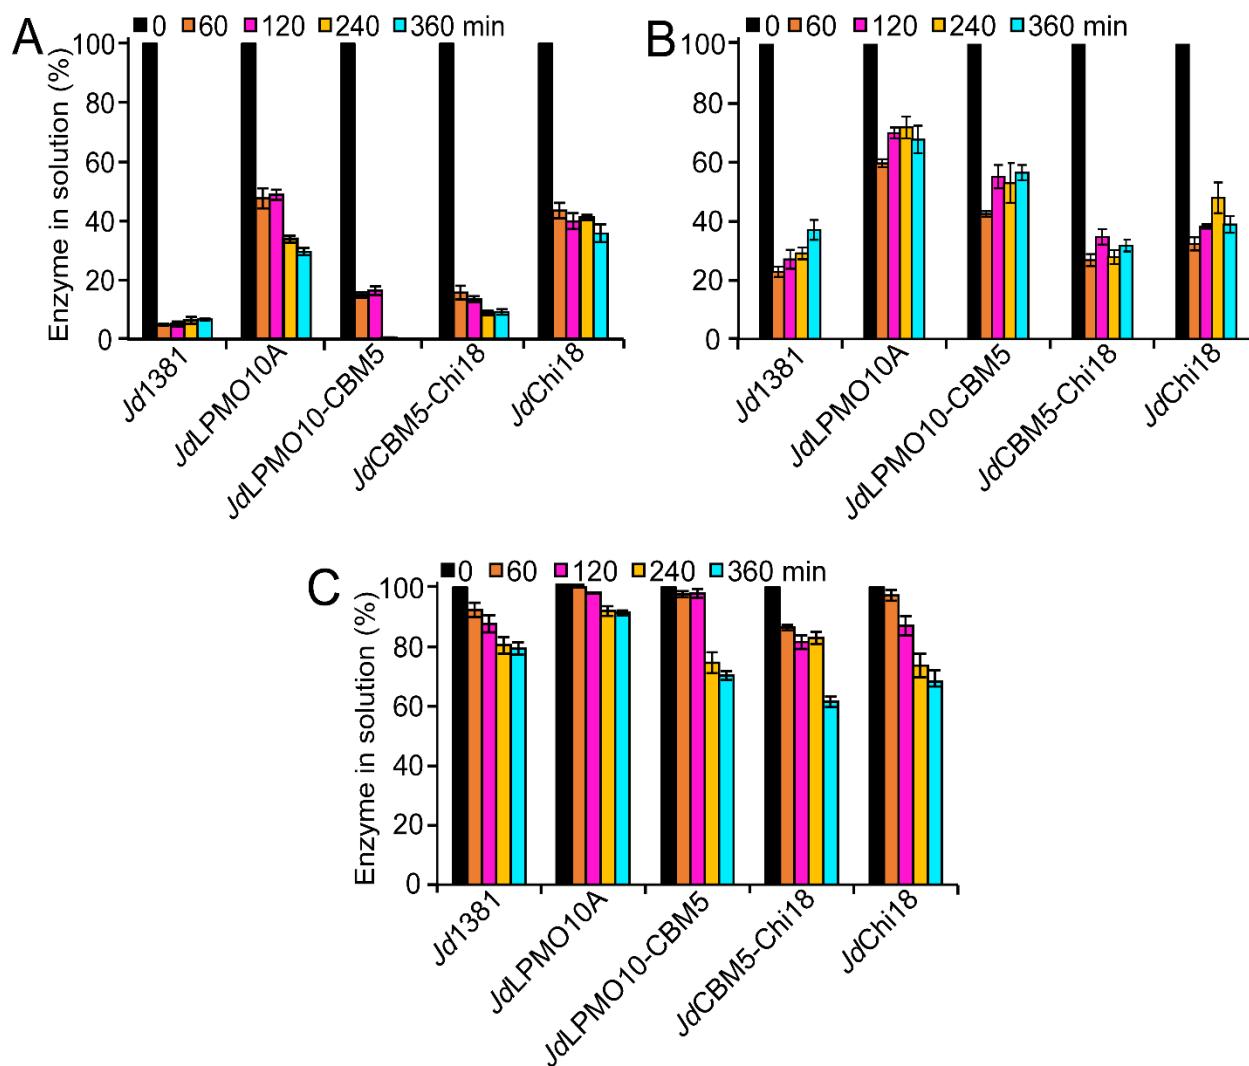 A
0 60 120 240 360 min
Enzyme in solution (%)
100
80
60
40
20
0
Jd1381
JdLPMO10A
JdLPMO10-CBM5
JdCBM5-Chi18
JdChi18
B
0 60 120 240 360 min
100
80
60
40
20
0
Jd1381
JdLPMO10A
JdLPMO10-CBM5
JdCBM5-Chi18
JdChi18
C
0 60 120 240 360 min
Enzyme in solution (%)
100
80
60
40
20
0
Jd1381
JdLPMO10A
JdLPMO10-CBM5
JdCBM5-Chi18
JdChi18